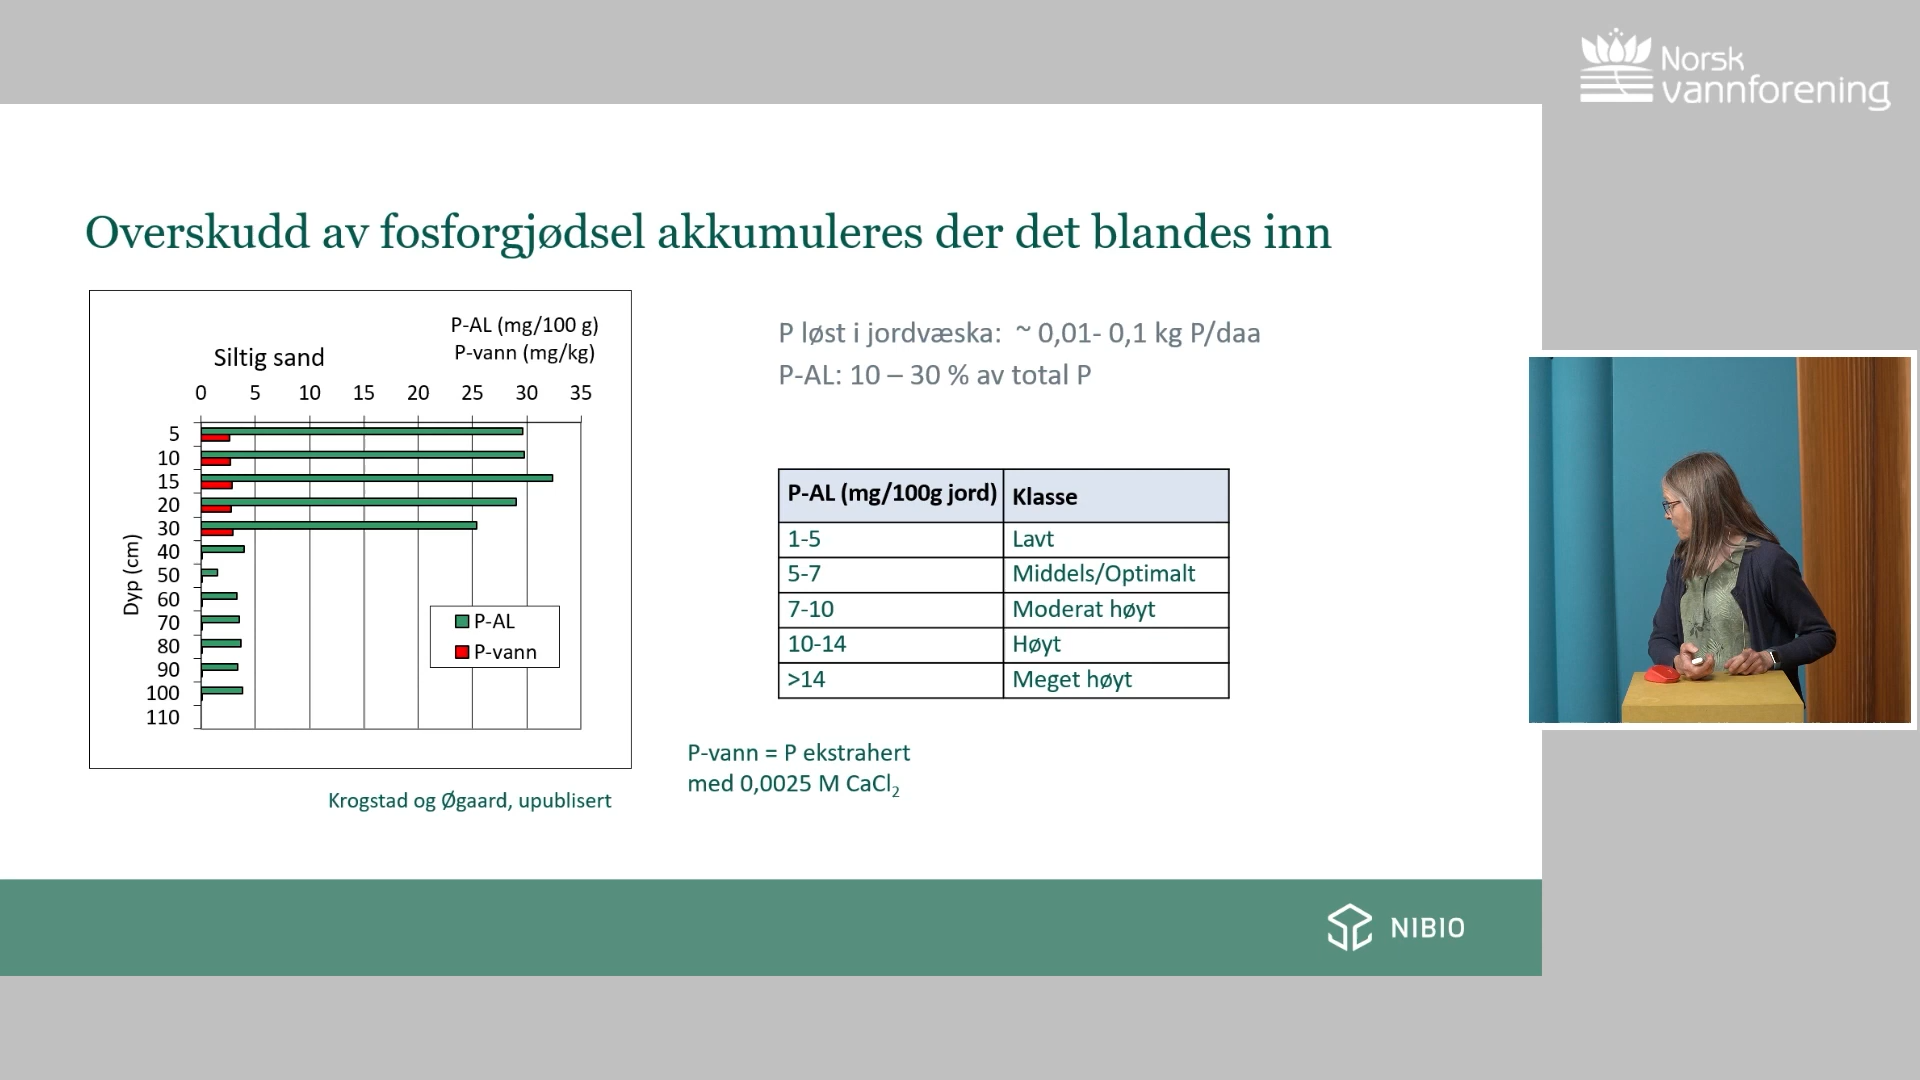 Norsk
vannforening
Overskudd av fosforgjødsel akkumuleres der det blandes inn
P-AL (mg/100 g)
P-vann (mg/kg)
Siltig sand
0 5 10 15 20 25 30 35
Dyp (cm)
5
10
15
20
30
40
50
60
70
80
90
100
110
P-AL
P-vann
Krogstad og Øgaard, upublisert
P løst i jordvæska: ~ 0,01- 0,1 kg P/daa
P-AL: 10 – 30 % av total P
P-AL (mg/100g jord) Klasse
1-5 Lavt
5-7 Middels/Optimalt
7-10 Moderat høyt
10-14 Høyt
>14 Meget høyt
P-vann = P ekstrahert
med 0,0025 M CaCl₂
NIBIO